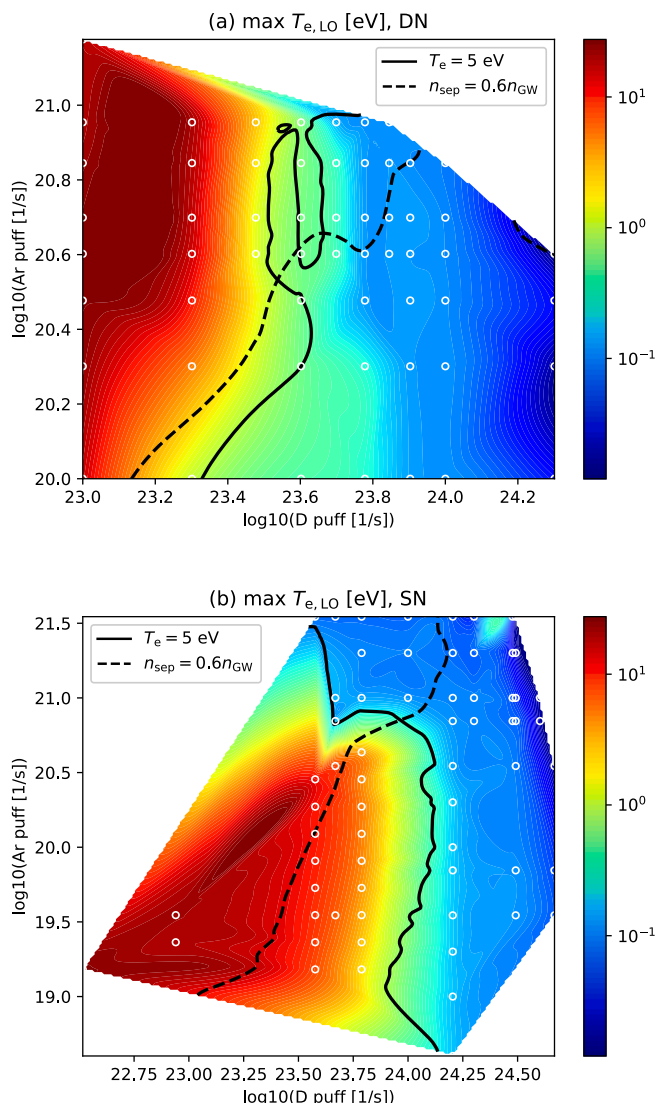 (a) max T_e,LO [eV], DN
T_e = 5 eV
n_sep = 0.6n_GW
21.0
20.8
20.6
20.4
20.2
20.0
log10(Ar puff [1/s])
23.0 23.2 23.4 23.6 23.8 24.0 24.2
log10(D puff [1/s])
10^1
10^0
10^−1
(b) max T_e,LO [eV], SN
T_e = 5 eV
n_sep = 0.6n_GW
21.5
21.0
20.5
20.0
19.5
19.0
log10(Ar puff [1/s])
22.75 23.00 23.25 23.50 23.75 24.00 24.25 24.50
log10(D puff [1/s])
10^1
10^0
10^−1